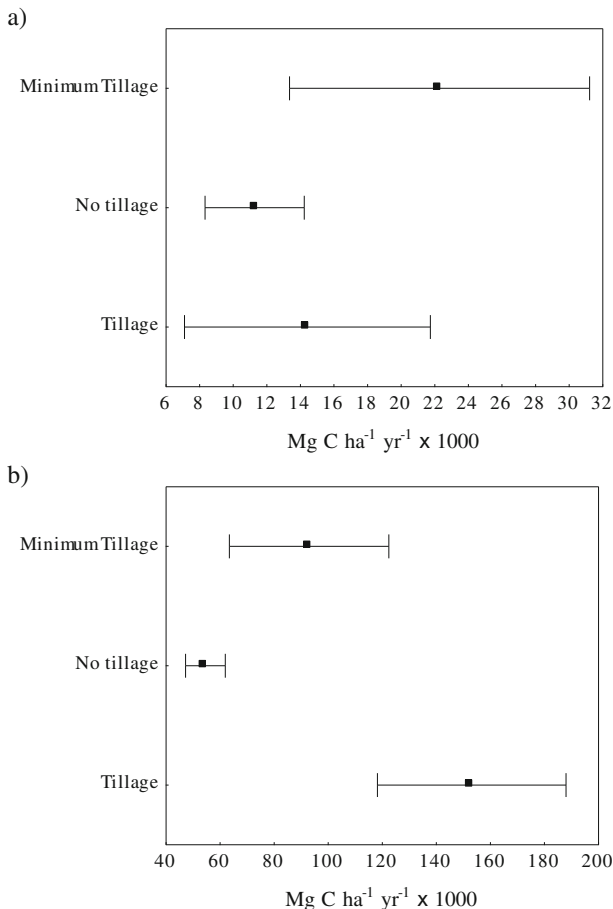 a)
Minimum Tillage
No tillage
Tillage
6 8 10 12 14 16 18 20 22 24 26 28 30 32
Mg C ha⁻¹ yr⁻¹ x 1000
b)
Minimum Tillage
No tillage
Tillage
40 60 80 100 120 140 160 180 200
Mg C ha⁻¹ yr⁻¹ x 1000